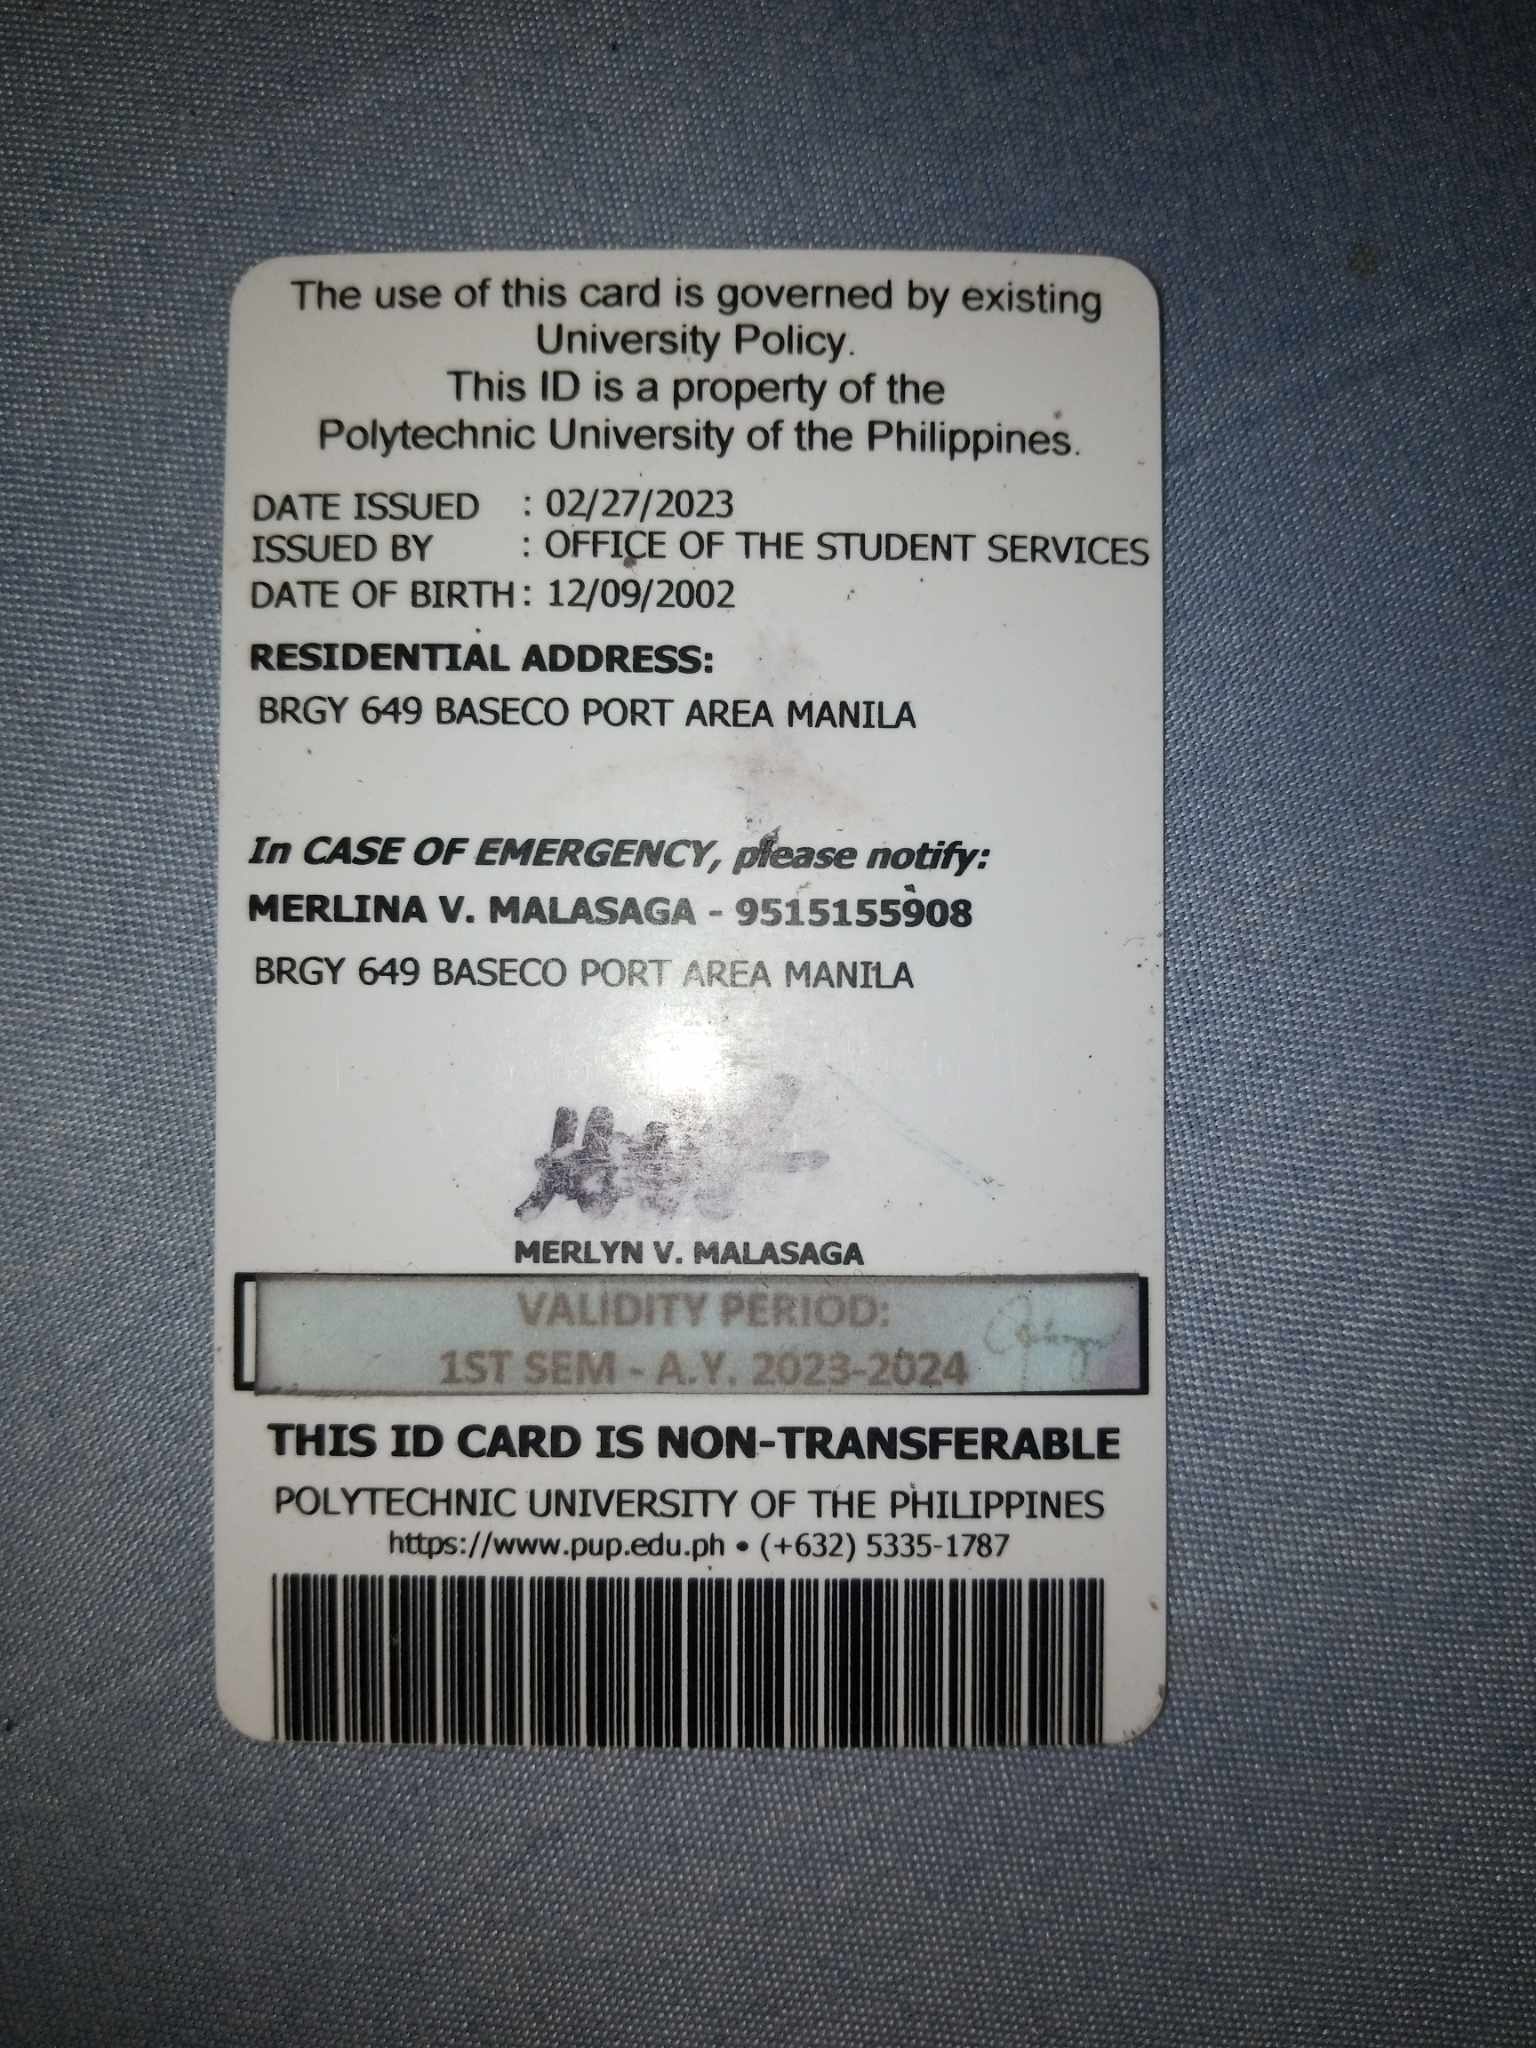 The use of this card is governed by existing
University Policy.
This ID is a property of the
Polytechnic University of the Philippines.
DATE ISSUED : 02/27/2023
ISSUED BY : OFFICE OF THE STUDENT SERVICES
DATE OF BIRTH : 12/09/2002
RESIDENTIAL ADDRESS:
BRGY 649 BASECO PORT AREA MANILA
In CASE OF EMERGENCY, please notify:
MERLINA V. MALASAGA - 9515155908
BRGY 649 BASECO PORT AREA MANILA
MERLYN V. MALASAGA
VALIDITY PERIOD:
1ST SEM - A.Y. 2023-2024
THIS ID CARD IS NON-TRANSFERABLE
POLYTECHNIC UNIVERSITY OF THE PHILIPPINES
https://www.pup.edu.ph • (+632) 5335-1787